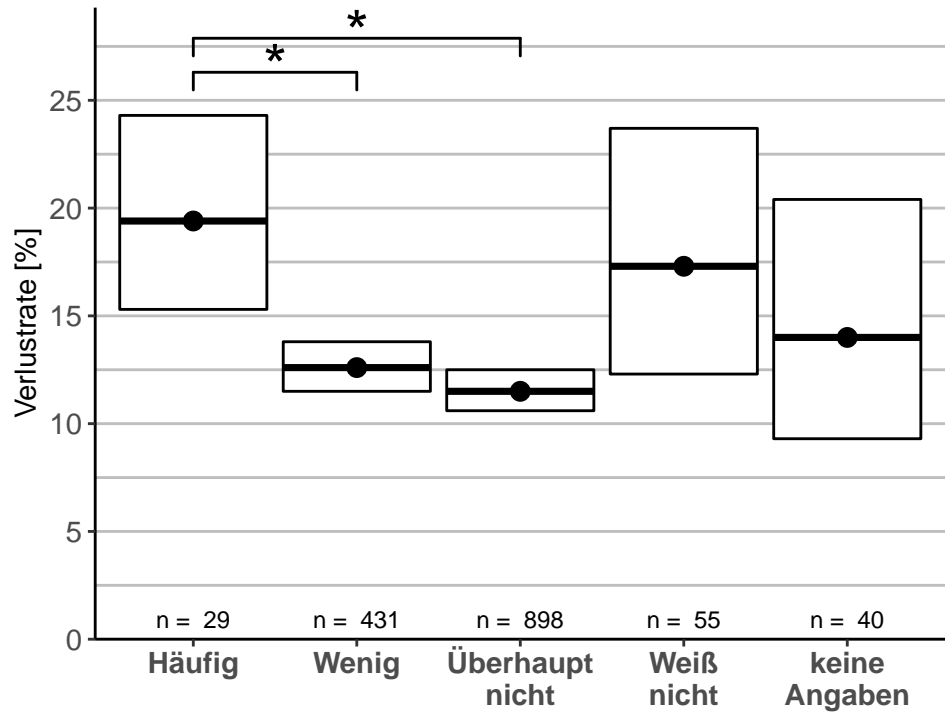 *
*
Verlustrate [%]
25
20
15
10
5
0
n = 29
n = 431
n = 898
n = 55
n = 40
Häufig
Wenig
Überhaupt
nicht
Weiß
nicht
keine
Angaben